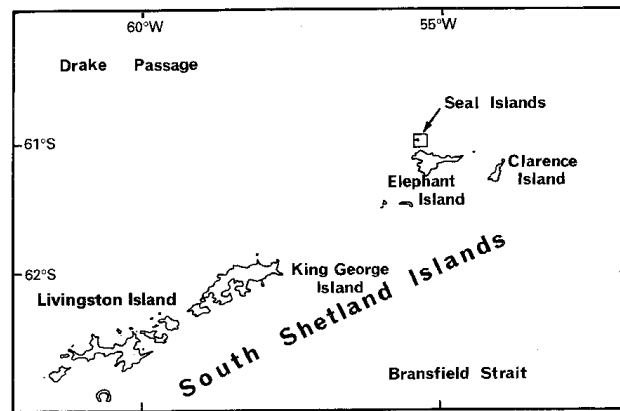 60°W
55°W
Drake Passage
Seal Islands
61°S
Clarence
Island
Elephant
Island
62°S
King George
Island
Livingston Island
South Shetland Islands
Bransfield Strait